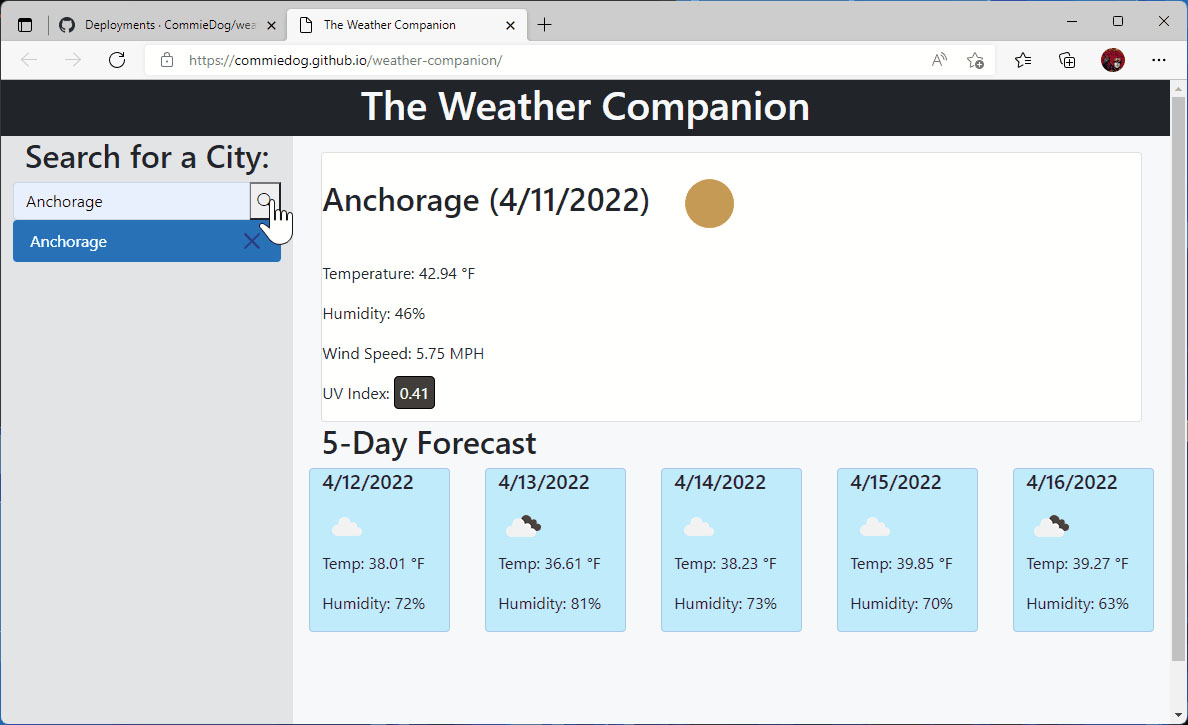 Deployments · CommieDog/wea
The Weather Companion
https://commiedog.github.io/weather-companion/
The Weather Companion
Search for a City:
Anchorage
Anchorage
Anchorage (4/11/2022)
Temperature: 42.94 °F
Humidity: 46%
Wind Speed: 5.75 MPH
UV Index: 0.41
5-Day Forecast
4/12/2022
Temp: 38.01 °F
Humidity: 72%
4/13/2022
Temp: 36.61 °F
Humidity: 81%
4/14/2022
Temp: 38.23 °F
Humidity: 73%
4/15/2022
Temp: 39.85 °F
Humidity: 70%
4/16/2022
Temp: 39.27 °F
Humidity: 63%